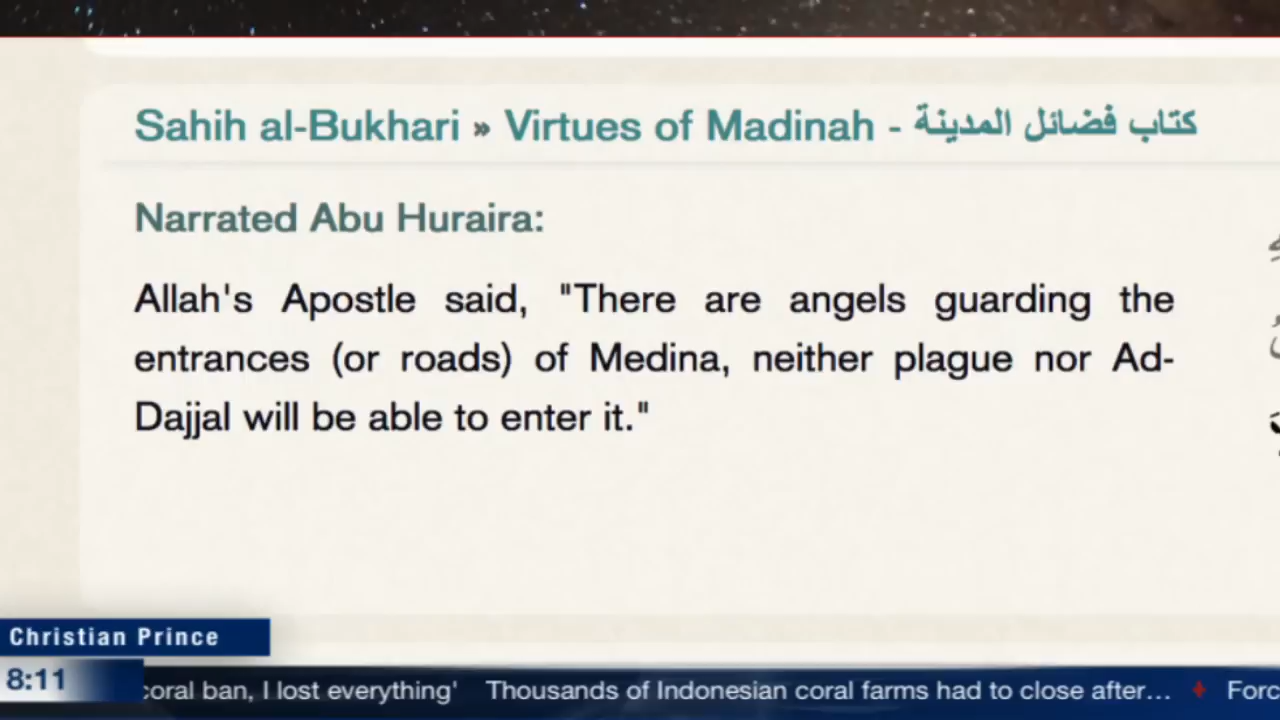 Sahih al-Bukhari » Virtues of Madinah - كتاب فضائل المدينة
Narrated Abu Huraira:
Allah's Apostle said, "There are angels guarding the
entrances (or roads) of Medina, neither plague nor Ad-
Dajjal will be able to enter it."
Christian Prince
8:11
coral ban, I lost everything' Thousands of Indonesian coral farms had to close after... ♦ Forc